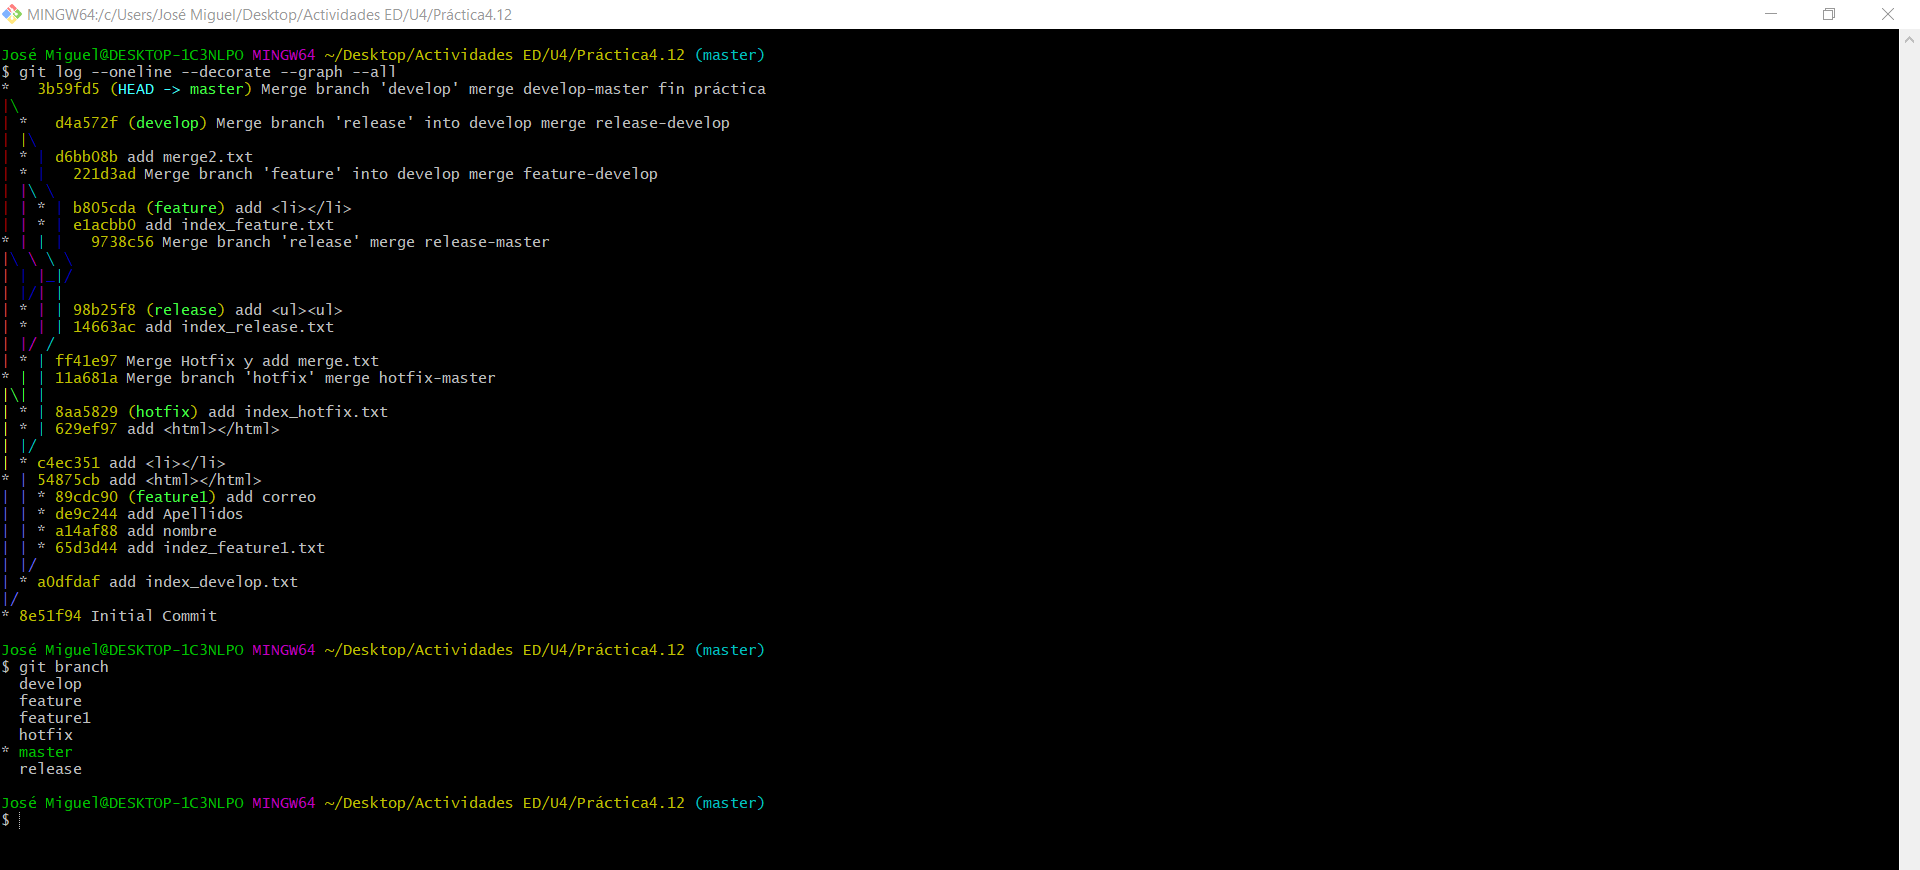 MINGW64:/c/Users/José Miguel/Desktop/Actividades ED/U4/Práctica4.12
José Miguel@DESKTOP-1C3NLPO MINGW64 ~/Desktop/Actividades ED/U4/Práctica4.12 (master)
$ git log --oneline --decorate --graph --all
*   3b59fd5 (HEAD -> master) Merge branch 'develop' merge develop-master fin práctica
|\
| *   d4a572f (develop) Merge branch 'release' into develop merge release-develop
| |\
| * | d6bb08b add merge2.txt
| * |   221d3ad Merge branch 'feature' into develop merge feature-develop
| |\ \
| | * | b805cda (feature) add <li></li>
| | * | e1acbb0 add index_feature.txt
* | | |   9738c56 Merge branch 'release' merge release-master
|\ \ \ \
| | |_|/
| |/| |
| * | | 98b25f8 (release) add <ul><ul>
| * | | 14663ac add index_release.txt
| |/ /
| * | ff41e97 Merge Hotfix y add merge.txt
* | | 11a681a Merge branch 'hotfix' merge hotfix-master
|\| |
| * | 8aa5829 (hotfix) add index_hotfix.txt
| * | 629ef97 add <html></html>
| |/
| * c4ec351 add <li></li>
* | 54875cb add <html></html>
| | * 89cdc90 (feature1) add correo
| | * de9c244 add Apellidos
| | * a14af88 add nombre
| | * 65d3d44 add indez_feature1.txt
| |/
| * a0dfdaf add index_develop.txt
|/
* 8e51f94 Initial Commit
José Miguel@DESKTOP-1C3NLPO MINGW64 ~/Desktop/Actividades ED/U4/Práctica4.12 (master)
$ git branch
  develop
  feature
  feature1
  hotfix
* master
  release
José Miguel@DESKTOP-1C3NLPO MINGW64 ~/Desktop/Actividades ED/U4/Práctica4.12 (master)
$